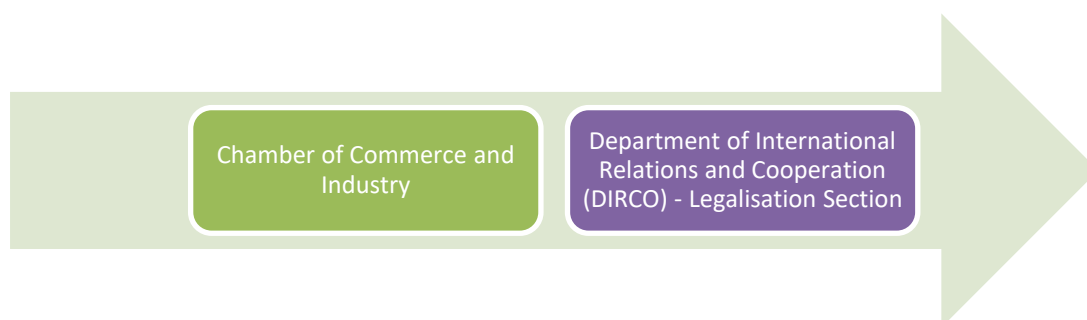 Chamber of Commerce and
Industry
Department of International
Relations and Cooperation
(DIRCO) - Legalisation Section